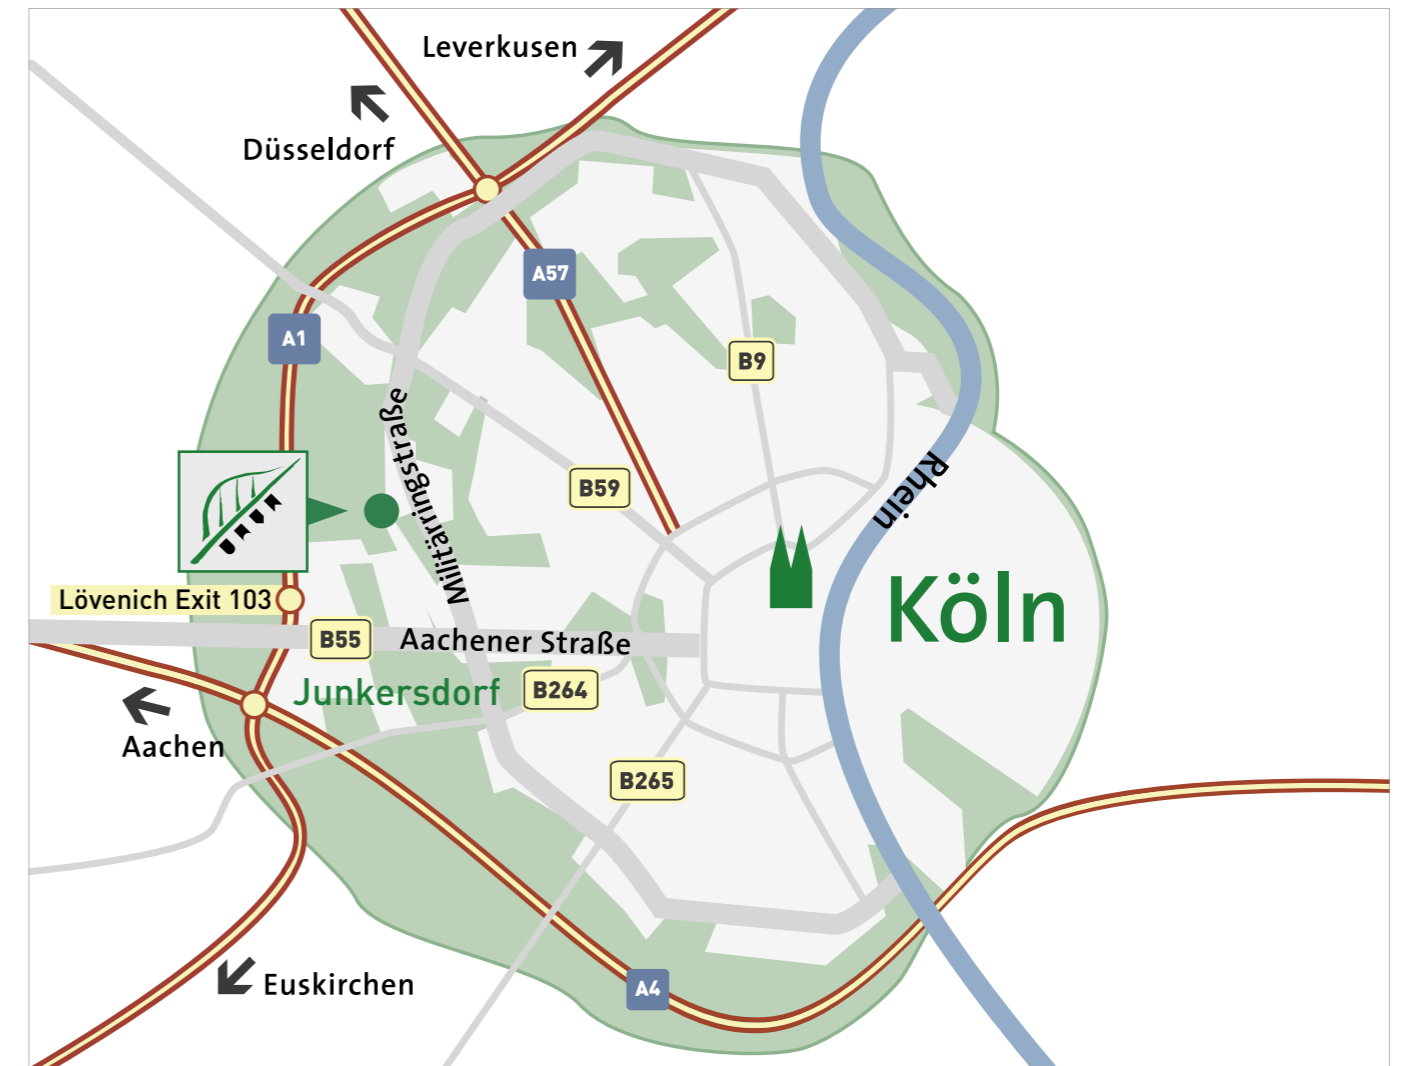 Leverkusen
Düsseldorf
A57
A1
B9
Militärringstraße
B59
Rhein
Lövenich Exit 103
Köln
B55
Aachener Straße
Junkersdorf
B264
Aachen
B265
Euskirchen
A4